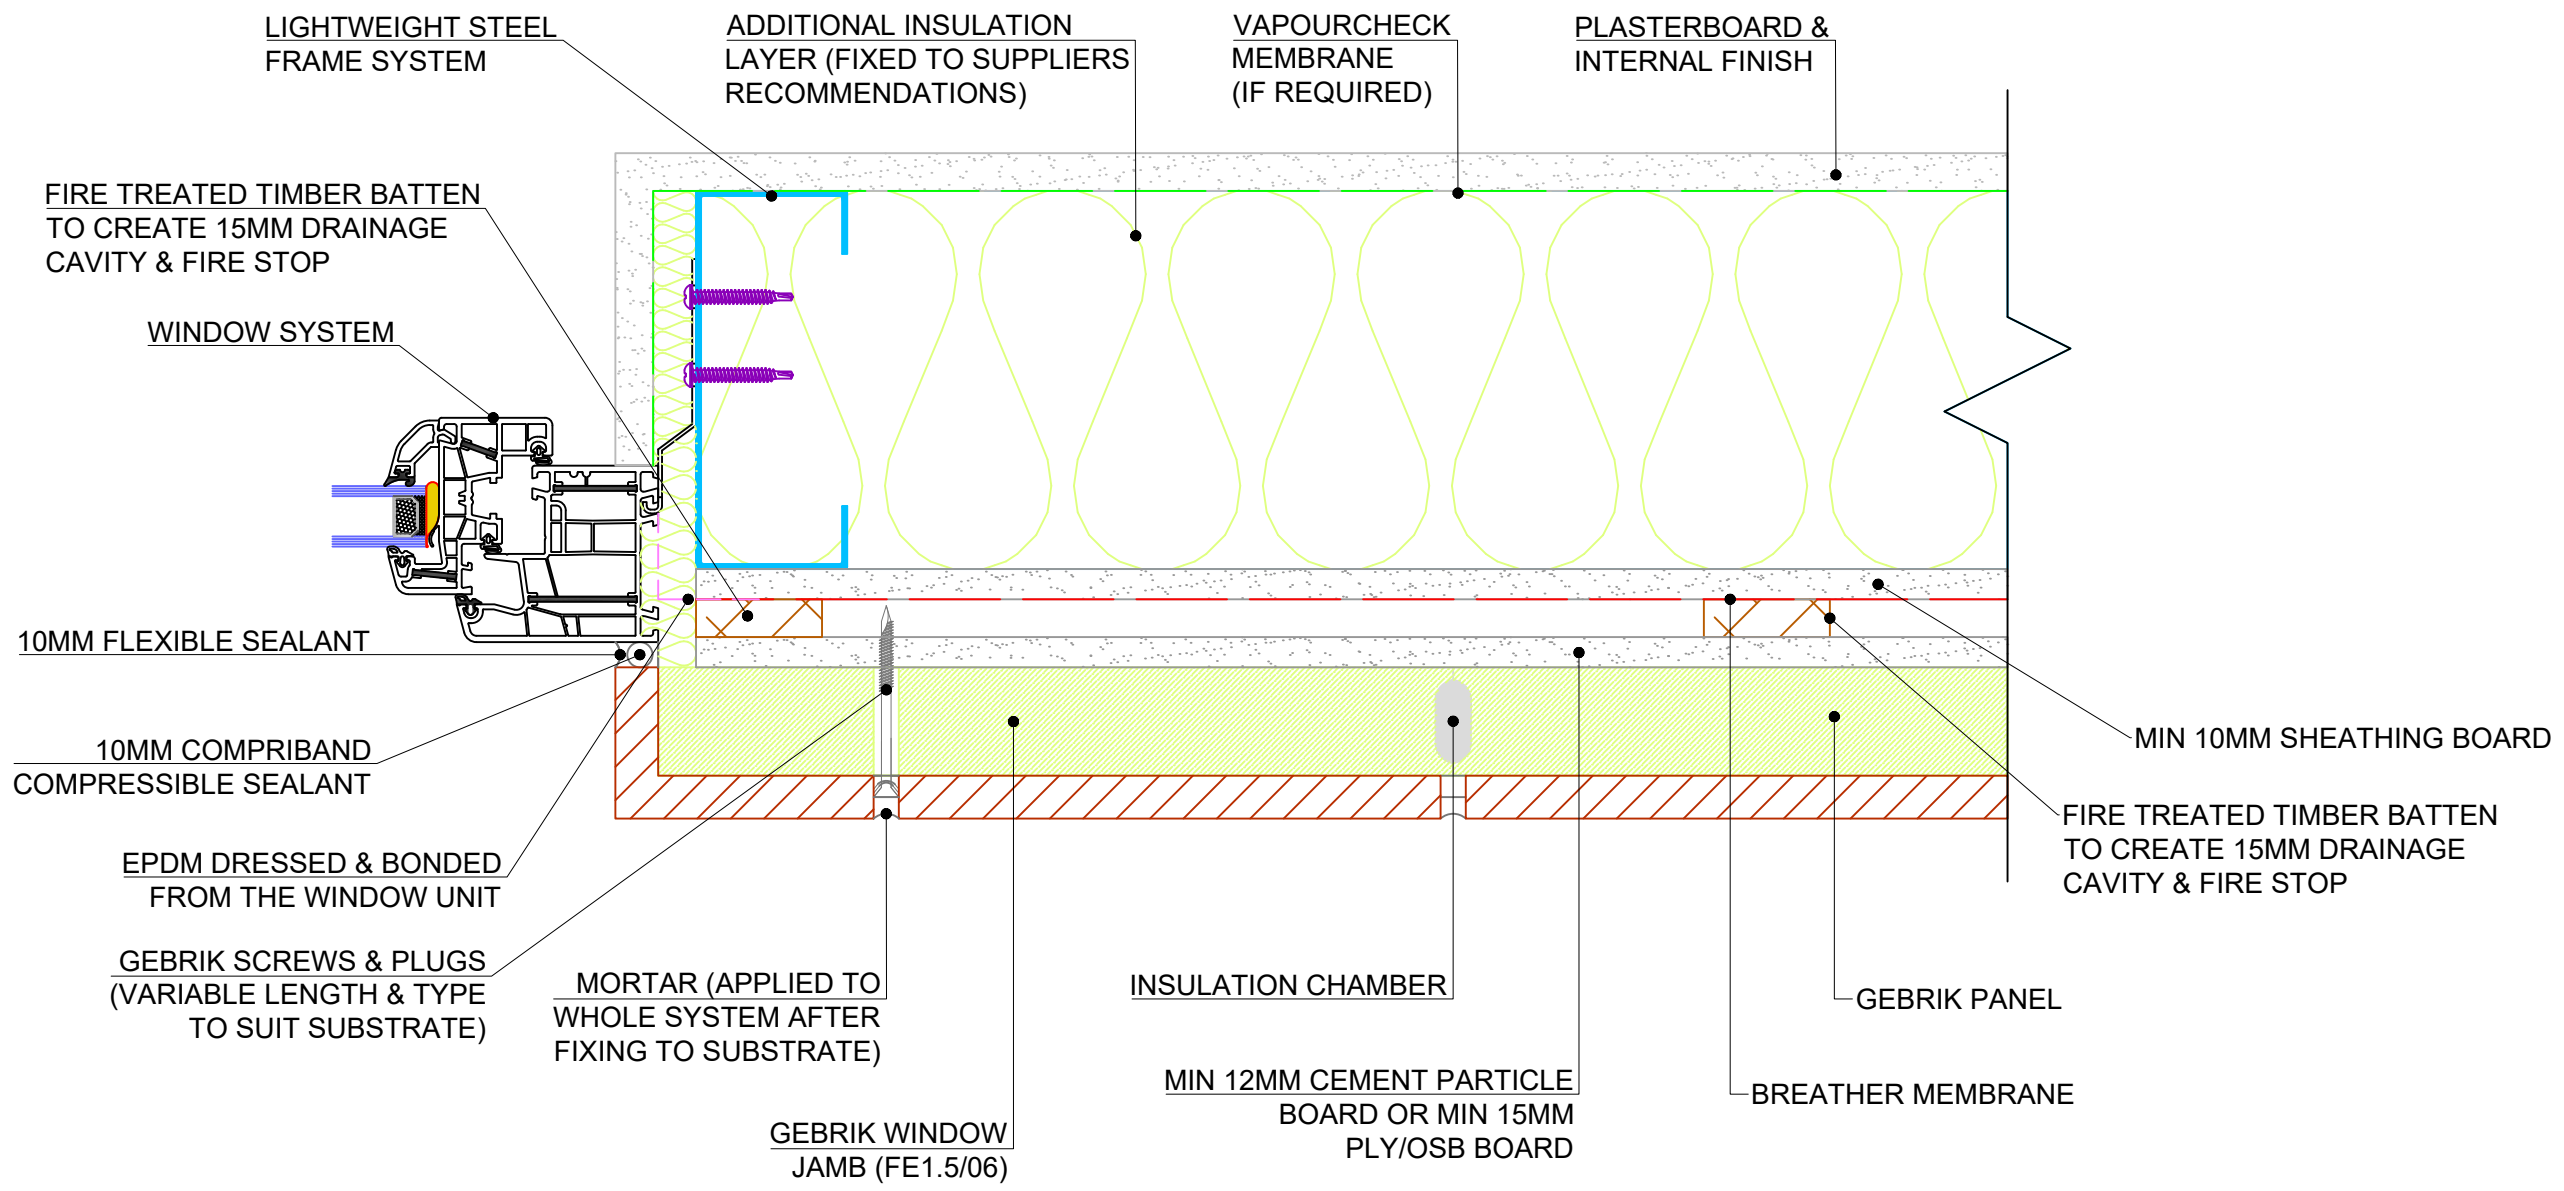 LIGHTWEIGHT STEEL
FRAME SYSTEM
ADDITIONAL INSULATION
LAYER (FIXED TO SUPPLIERS
RECOMMENDATIONS)
VAPOURCHECK
MEMBRANE
(IF REQUIRED)
PLASTERBOARD &
INTERNAL FINISH
FIRE TREATED TIMBER BATTEN
TO CREATE 15MM DRAINAGE
CAVITY & FIRE STOP
WINDOW SYSTEM
10MM FLEXIBLE SEALANT
10MM COMPRIBAND
COMPRESSIBLE SEALANT
EPDM DRESSED & BONDED
FROM THE WINDOW UNIT
GEBRIK SCREWS & PLUGS
(VARIABLE LENGTH & TYPE
TO SUIT SUBSTRATE)
MORTAR (APPLIED TO
WHOLE SYSTEM AFTER
FIXING TO SUBSTRATE)
GEBRIK WINDOW
JAMB (FE1.5/06)
INSULATION CHAMBER
MIN 12MM CEMENT PARTICLE
BOARD OR MIN 15MM
PLY/OSB BOARD
MIN 10MM SHEATHING BOARD
FIRE TREATED TIMBER BATTEN
TO CREATE 15MM DRAINAGE
CAVITY & FIRE STOP
GEBRIK PANEL
BREATHER MEMBRANE